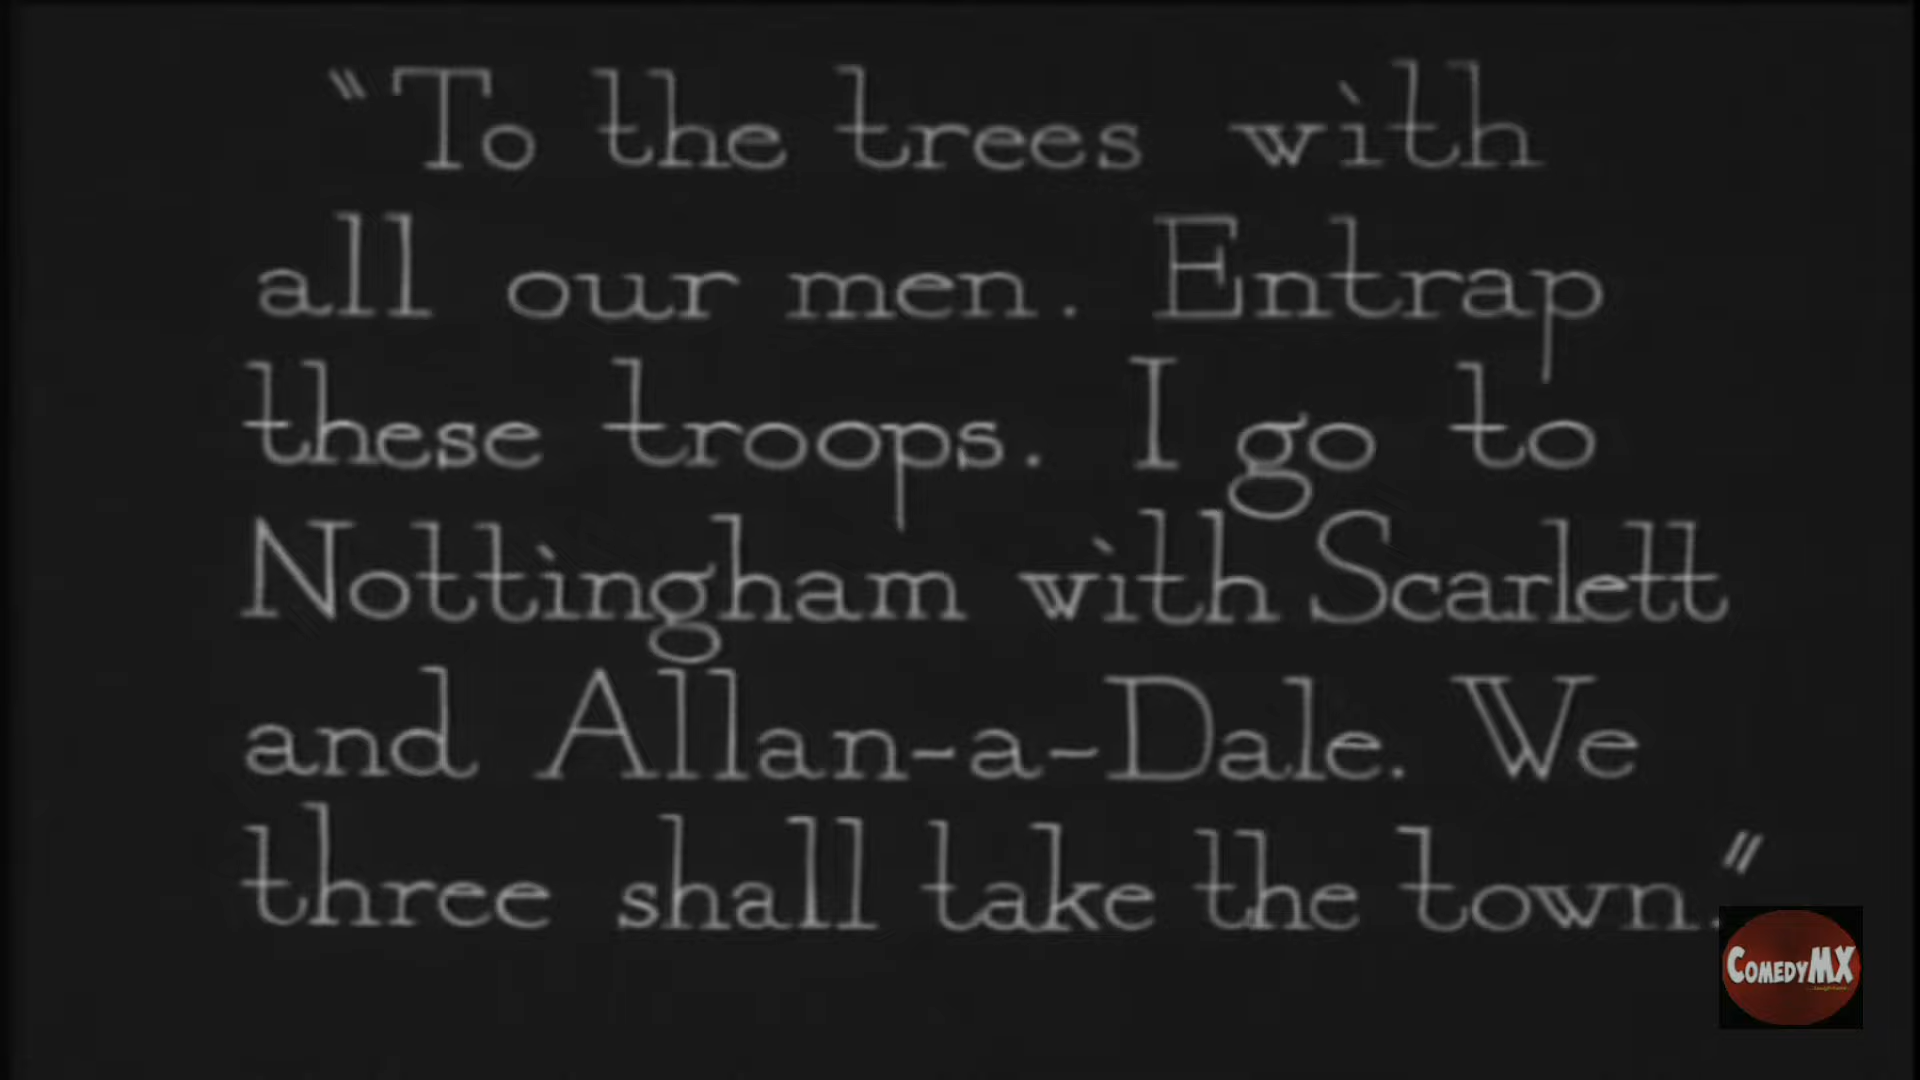 "To the trees with
all our men. Entrap
these troops. I go to
Nottingham with Scarlett
and Allan-a-Dale. We
three shall take the town."
COMEDYMX